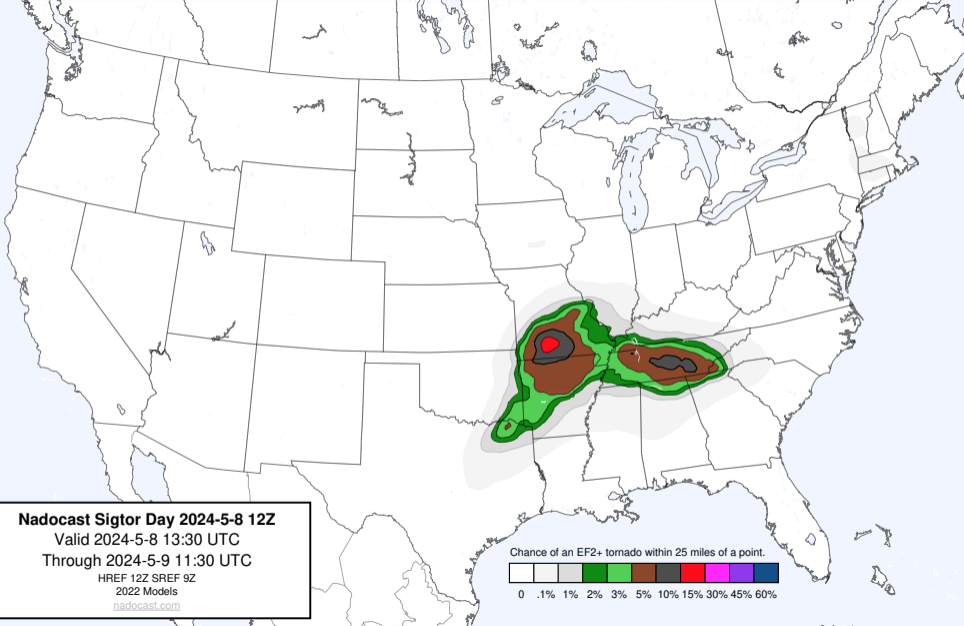 Nadocast Sigtor Day 2024-5-8 12Z
Valid 2024-5-8 13:30 UTC
Through 2024-5-9 11:30 UTC
HREF 12Z SREF 9Z
2022 Models
nadocast.com
Chance of an EF2+ tornado within 25 miles of a point.
0 .1% 1% 2% 3% 5% 10% 15% 30% 45% 60%